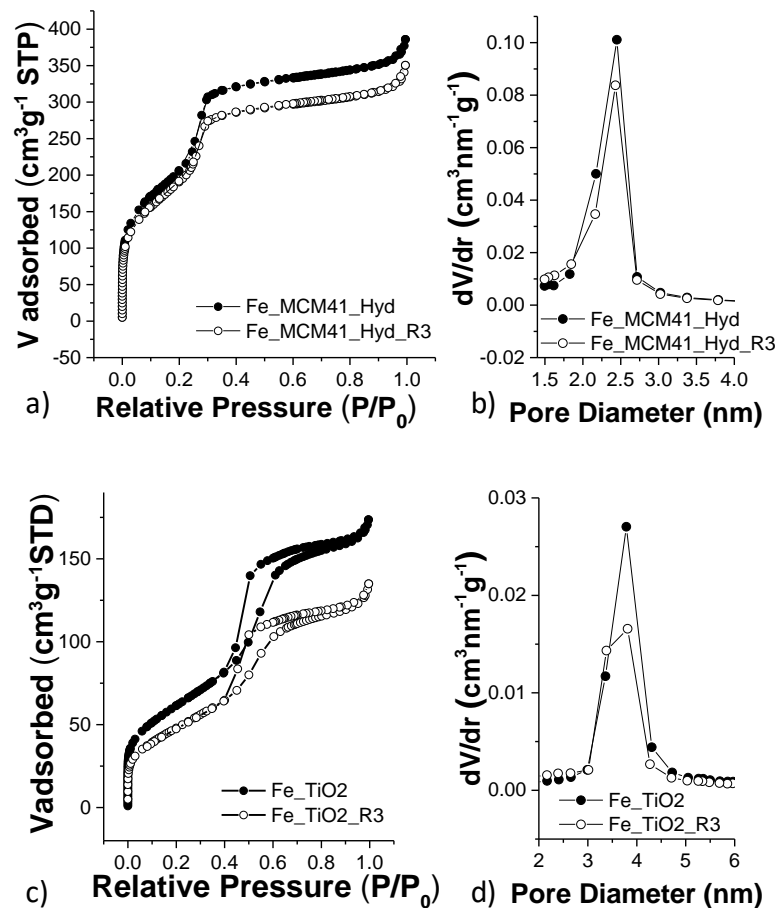 a)
V adsorbed (cm³g⁻¹ STP)
400
350
300
250
200
150
100
50
0
-50
Fe_MCM41_Hyd
Fe_MCM41_Hyd_R3
0.0 0.2 0.4 0.6 0.8 1.0
Relative Pressure (P/P₀)
b)
dV/dr (cm³nm⁻¹g⁻¹)
0.10
0.08
0.06
0.04
0.02
0.00
-0.02
Fe_MCM41_Hyd
Fe_MCM41_Hyd_R3
1.5 2.0 2.5 3.0 3.5 4.0
Pore Diameter (nm)
c)
Vadsorbed (cm³g⁻¹STD)
150
100
50
0
Fe_TiO2
Fe_TiO2_R3
0.0 0.2 0.4 0.6 0.8 1.0
Relative Pressure (P/P₀)
d)
dV/dr (cm³nm⁻¹g⁻¹)
0.03
0.02
0.01
0.00
Fe_TiO2
Fe_TiO2_R3
2 3 4 5 6
Pore Diameter (nm)